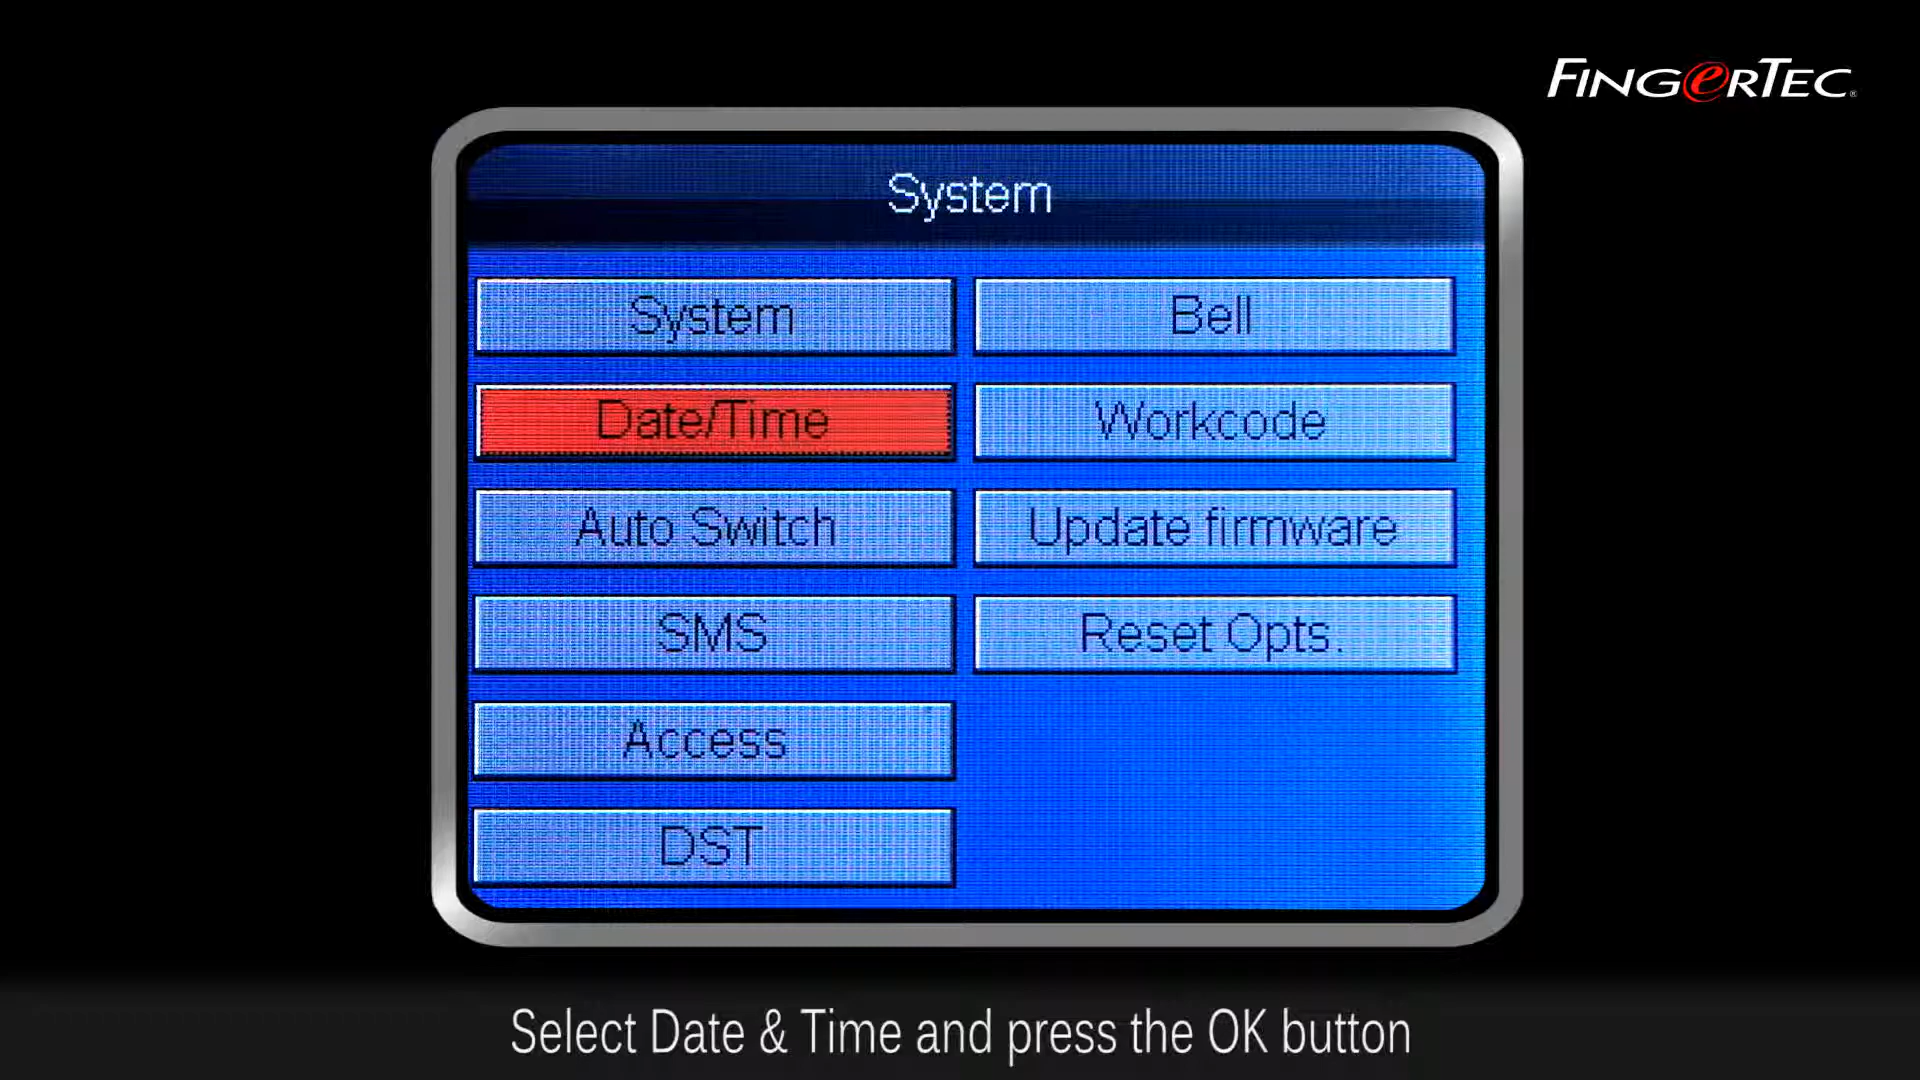 FINGERTEC
System
System
Bell
Date/Time
Workcode
Auto Switch
Update firmware
SMS
Reset Opts.
Access
DST
Select Date & Time and press the OK button